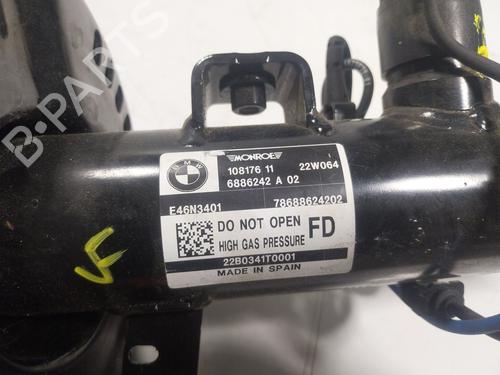 B-PARTS
BMW
MONROE
108176 11 22W064
6886242 A 02
E46N3401 78688624202
DO NOT OPEN FD
HIGH GAS PRESSURE
22B0341T0001
MADE IN SPAIN